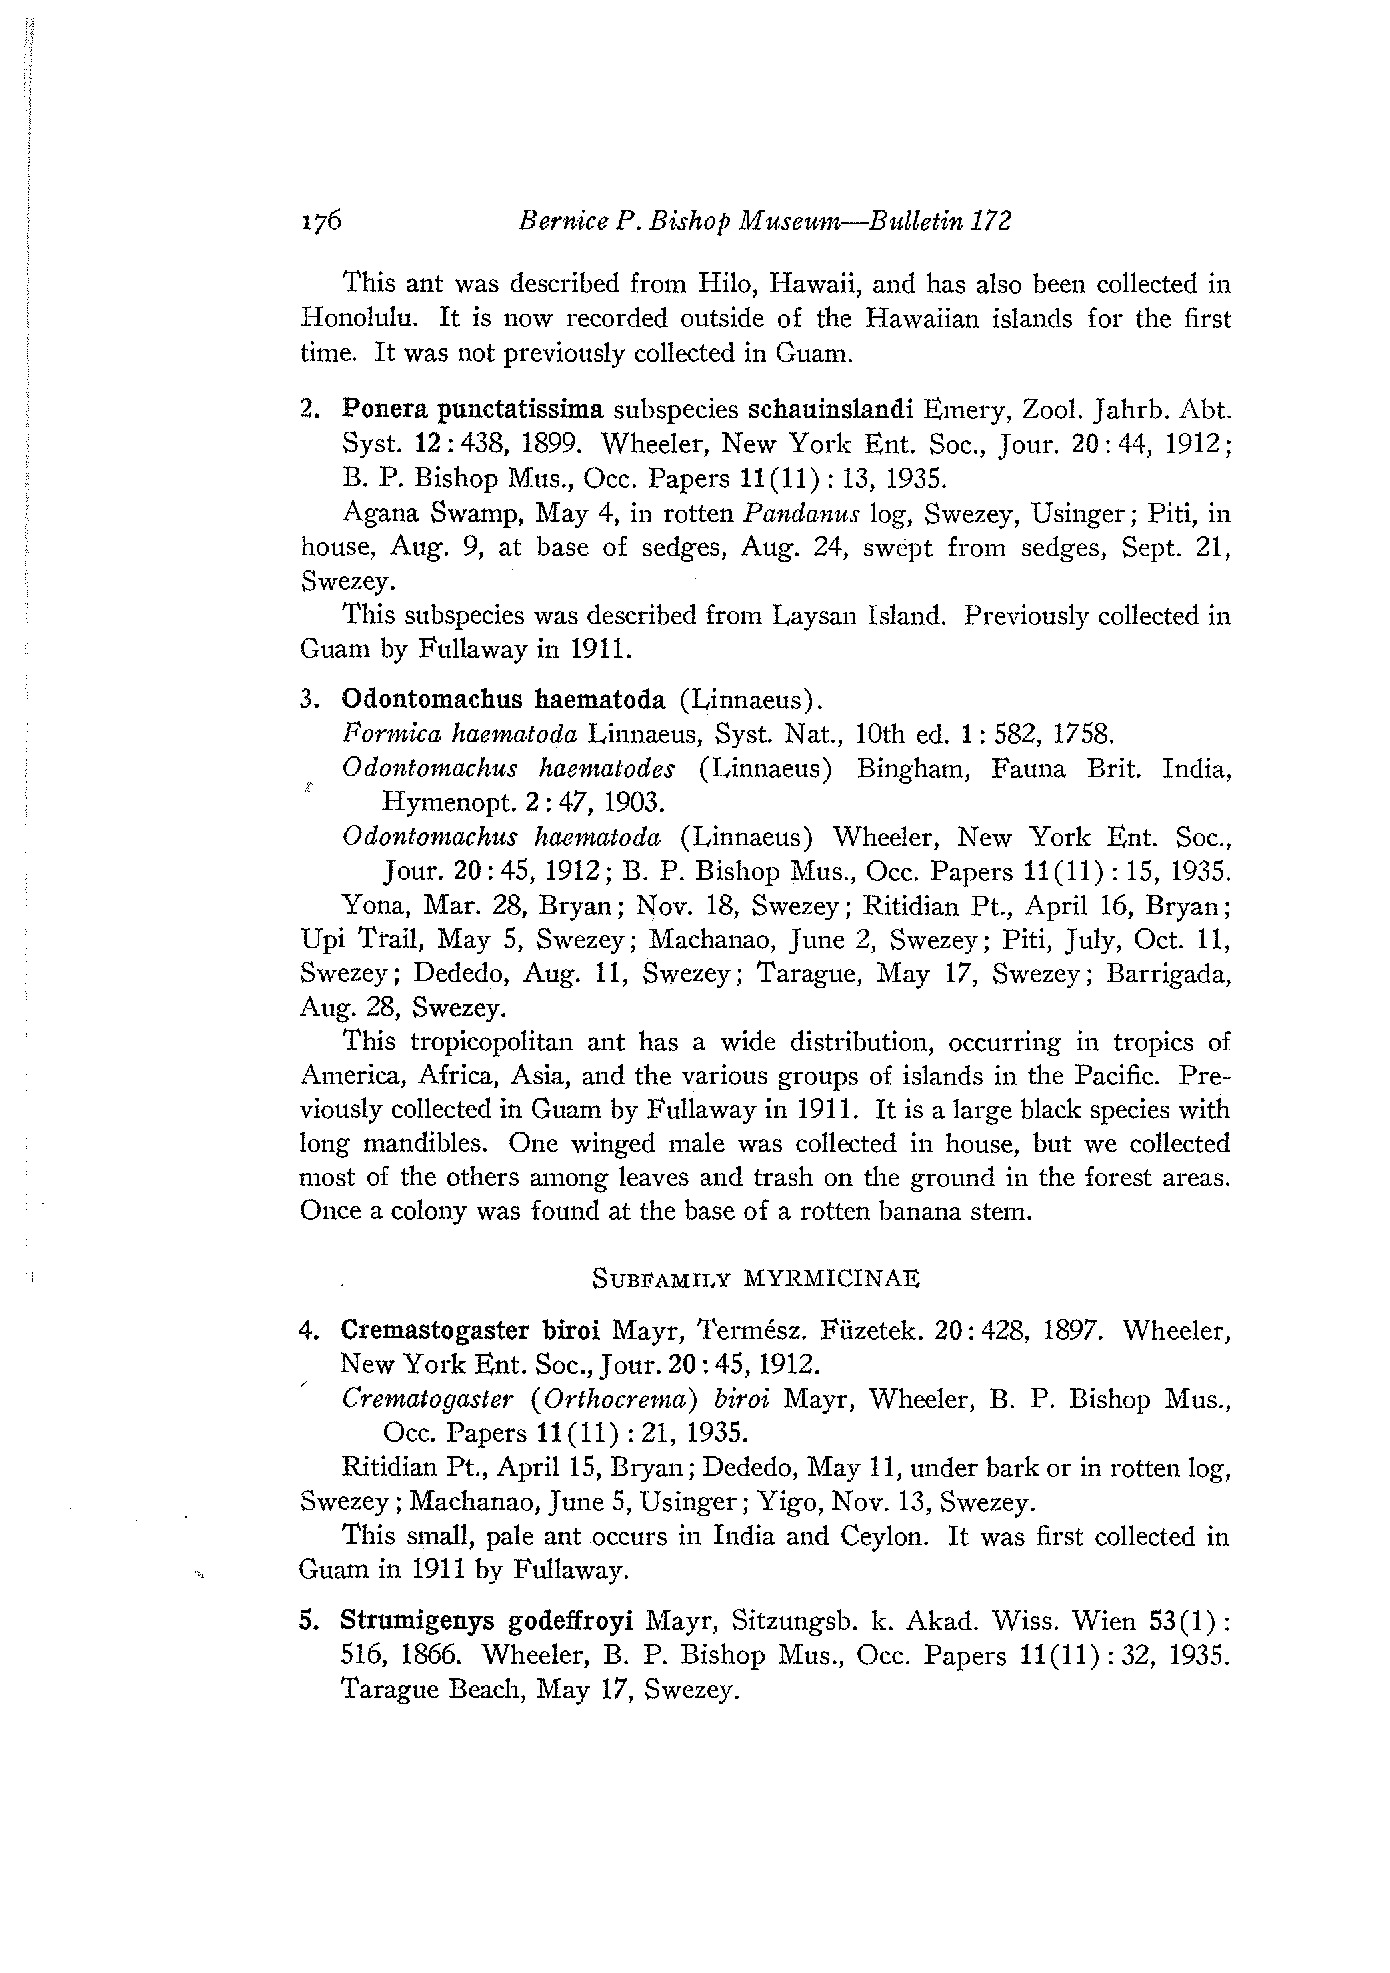 176 Bernice P. Bishop Museum—Bulletin 172
This ant was described from Hilo, Hawaii, and has also been collected in
Honolulu. It is now recorded outside of the Hawaiian islands for the first
time. It was not previously collected in Guam.
2. Ponera punctatissima subspecies schauinslandi Emery, Zool. Jahrb. Abt.
Syst. 12: 438, 1899. Wheeler, New York Ent. Soc., Jour. 20: 44, 1912;
B. P. Bishop Mus., Occ. Papers 11(11): 13, 1935.
Agana Swamp, May 4, in rotten Pandanus log, Swezey, Usinger; Piti, in
house, Aug. 9, at base of sedges, Aug. 24, swept from sedges, Sept. 21,
Swezey.
This subspecies was described from Laysan Island. Previously collected in
Guam by Fullaway in 1911.
3. Odontomachus haematoda (Linnaeus).
Formica haematoda Linnaeus, Syst. Nat., 10th ed. 1: 582, 1758.
Odontomachus haematodes (Linnaeus) Bingham, Fauna Brit. India,
Hymenopt. 2: 47, 1903.
Odontomachus haematoda (Linnaeus) Wheeler, New York Ent. Soc.,
Jour. 20: 45, 1912; B. P. Bishop Mus., Occ. Papers 11(11): 15, 1935.
Yona, Mar. 28, Bryan; Nov. 18, Swezey; Ritidian Pt., April 16, Bryan;
Upi Trail, May 5, Swezey; Machanao, June 2, Swezey; Piti, July, Oct. 11,
Swezey; Dededo, Aug. 11, Swezey; Tarague, May 17, Swezey; Barrigada,
Aug. 28, Swezey.
This tropicopolitan ant has a wide distribution, occurring in tropics of
America, Africa, Asia, and the various groups of islands in the Pacific. Pre-
viously collected in Guam by Fullaway in 1911. It is a large black species with
long mandibles. One winged male was collected in house, but we collected
most of the others among leaves and trash on the ground in the forest areas.
Once a colony was found at the base of a rotten banana stem.
SUBFAMILY MYRMICINAE
4. Cremastogaster biroi Mayr, Termész. Füzetek. 20: 428, 1897. Wheeler,
New York Ent. Soc., Jour. 20: 45, 1912.
Crematogaster (Orthocrema) biroi Mayr, Wheeler, B. P. Bishop Mus.,
Occ. Papers 11(11): 21, 1935.
Ritidian Pt., April 15, Bryan; Dededo, May 11, under bark or in rotten log,
Swezey; Machanao, June 5, Usinger; Yigo, Nov. 13, Swezey.
This small, pale ant occurs in India and Ceylon. It was first collected in
Guam in 1911 by Fullaway.
5. Strumigenys godeffroyi Mayr, Sitzungsb. k. Akad. Wiss. Wien 53(1):
516, 1866. Wheeler, B. P. Bishop Mus., Occ. Papers 11(11): 32, 1935.
Tarague Beach, May 17, Swezey.